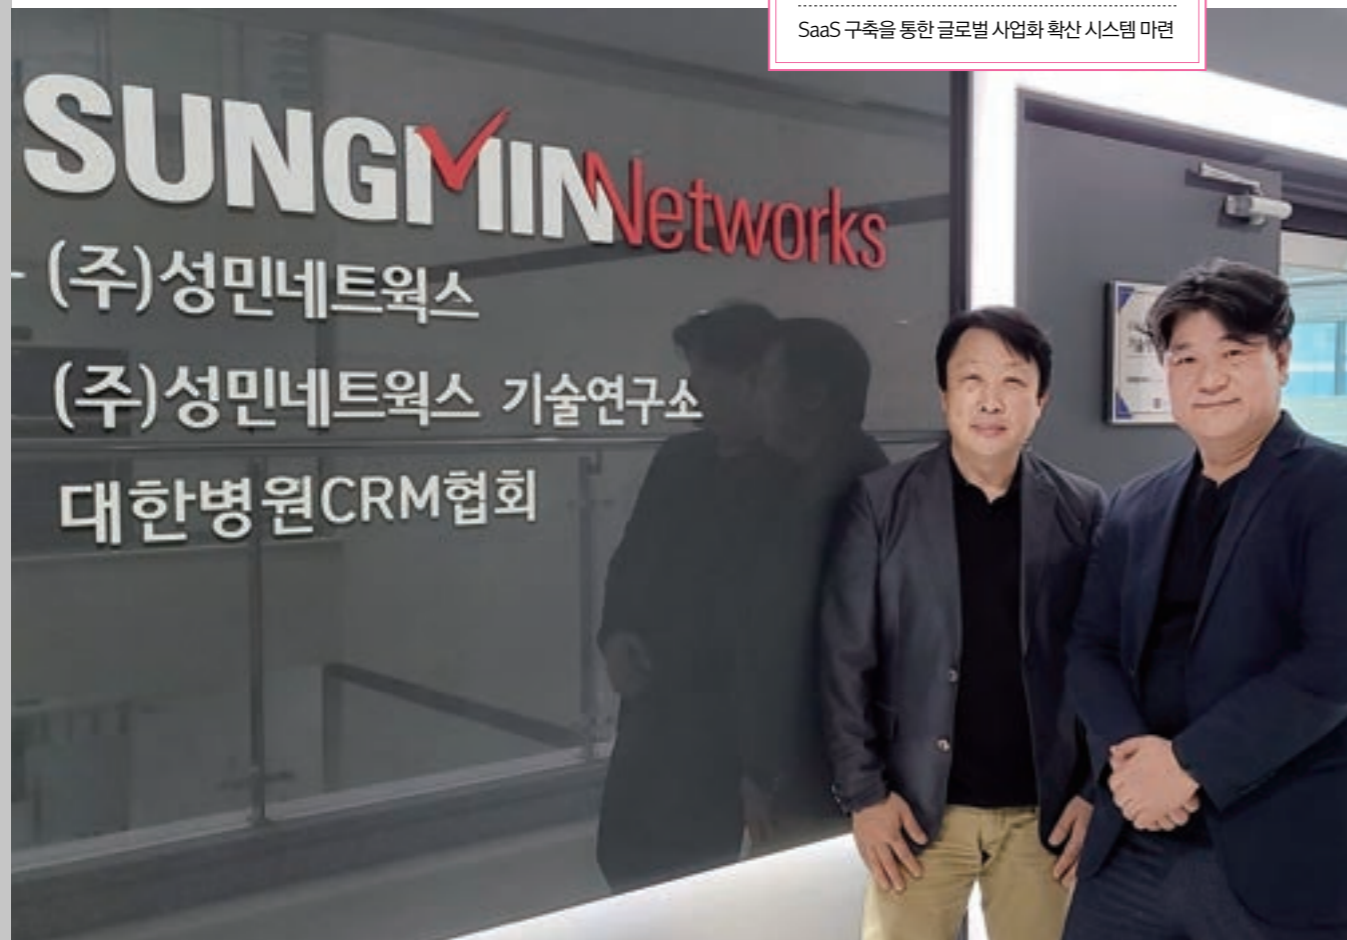 SaaS 구축을 통한 글로벌 사업화 확산 시스템 마련
SUNGMIN Networks
(주)성민네트웍스
(주)성민네트웍스 기술연구소
대한병원CRM협회